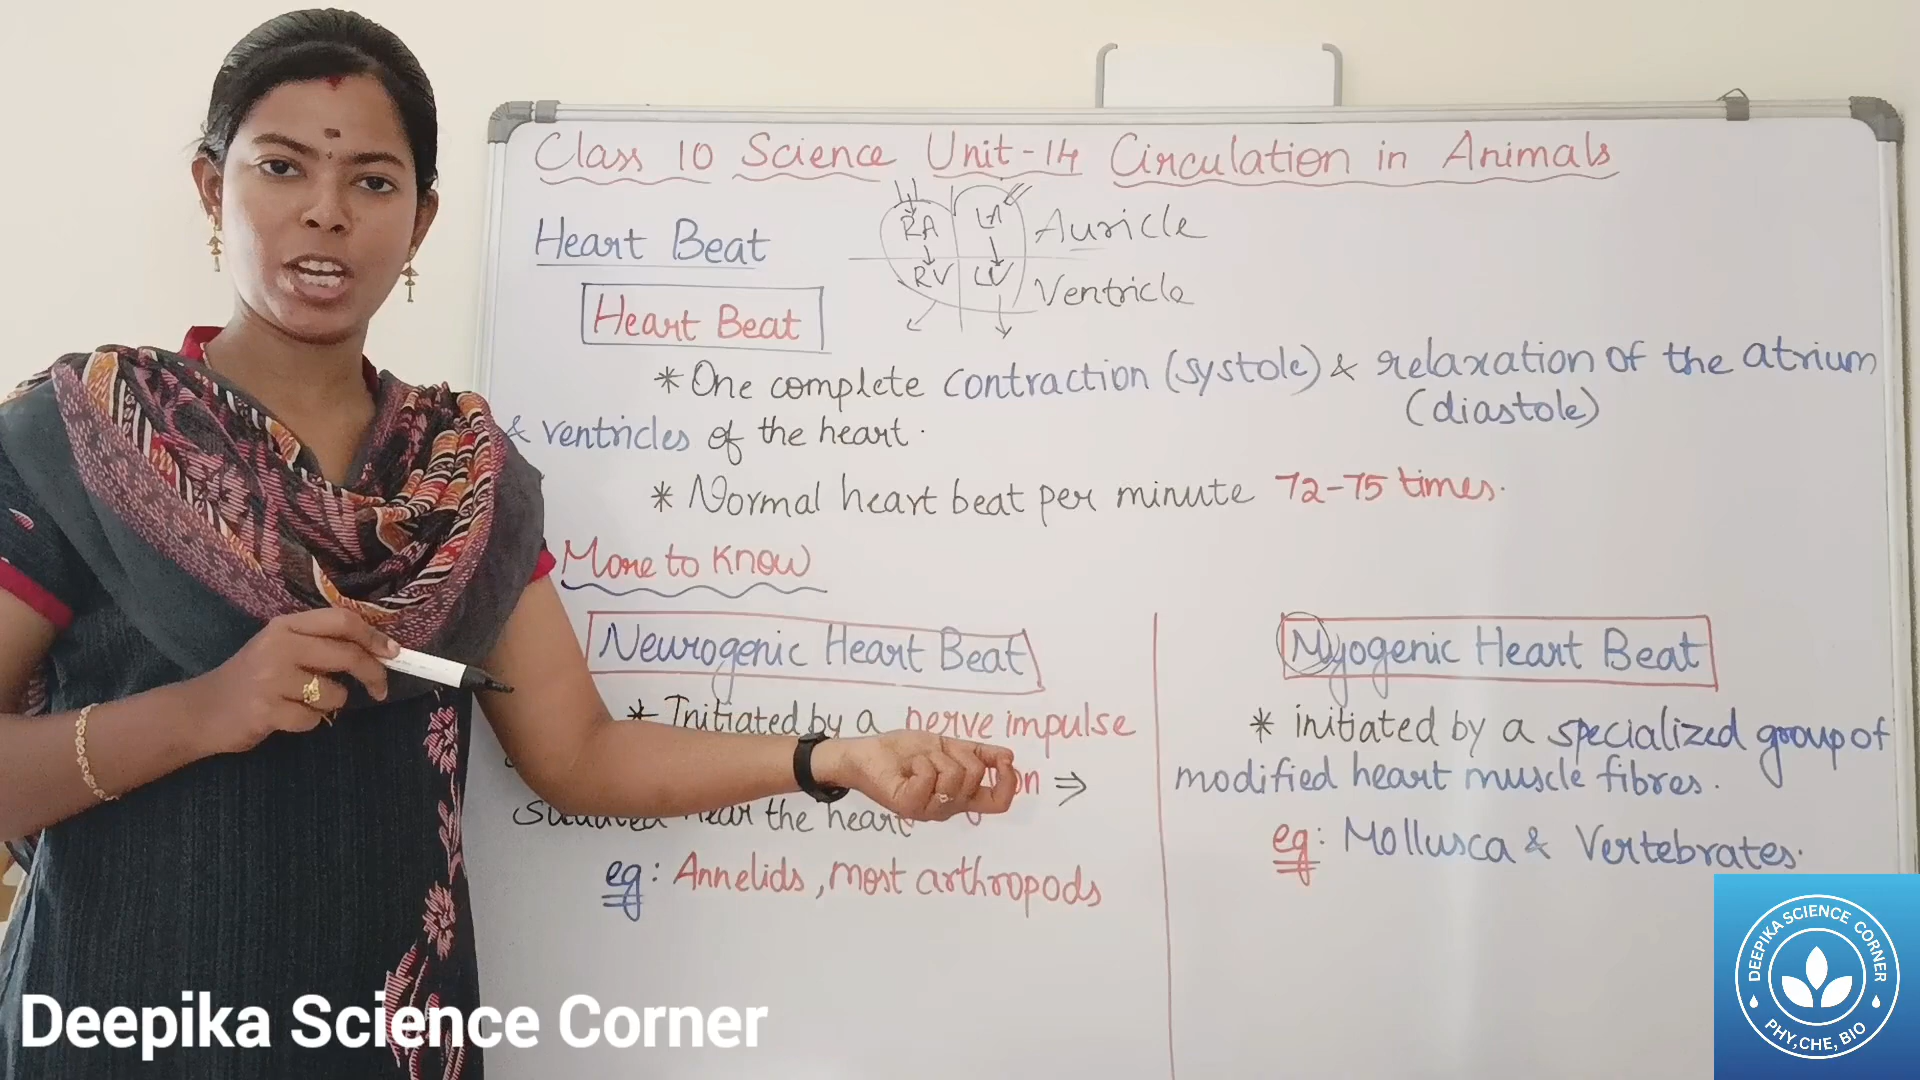 Class 10 Science Unit-14 Circulation in Animals
Heart Beat
RA LA Auricle
RV LV Ventricle
Heart Beat
* One complete contraction (systole) & relaxation of the atrium
(diastole)
& ventricles of the heart.
* Normal heart beat per minute 72-75 times.
More to Know
Neurogenic Heart Beat
* Initiated by a nerve impulse
⇒
near the heart
eg: Annelids, most arthropods
Myogenic Heart Beat
* initiated by a specialized group of
modified heart muscle fibres.
eg: Mollusca & Vertebrates.
Deepika Science Corner
DEEPIKA SCIENCE CORNER
PHY,CHE, BIO